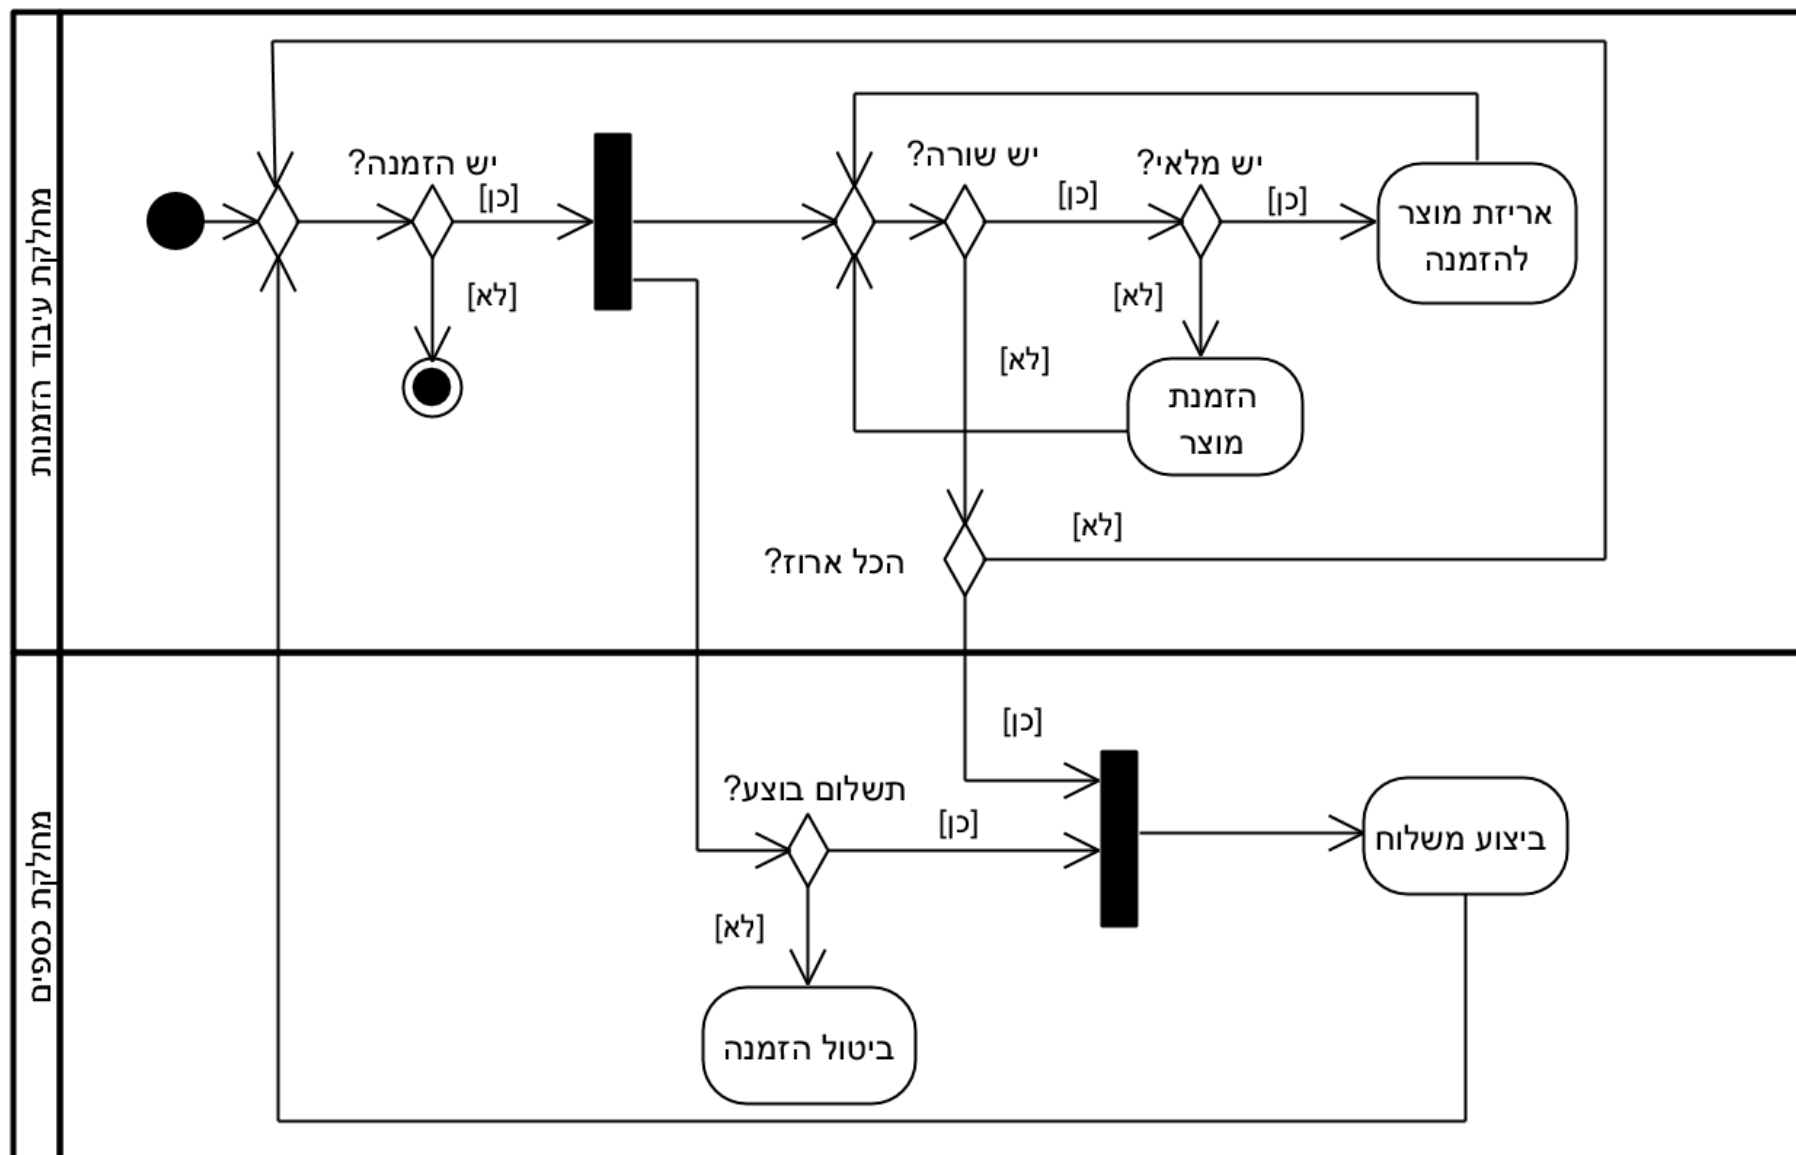 מחלקת עיבוד הזמנות
יש הזמנה?
[כן]
[לא]
יש שורה?
[כן]
[לא]
יש מלאי?
[כן]
[לא]
אריזת מוצר
להזמנה
הזמנת
מוצר
הכל ארוז?
[לא]
[כן]
מחלקת כספים
תשלום בוצע?
[כן]
[לא]
ביטול הזמנה
ביצוע משלוח